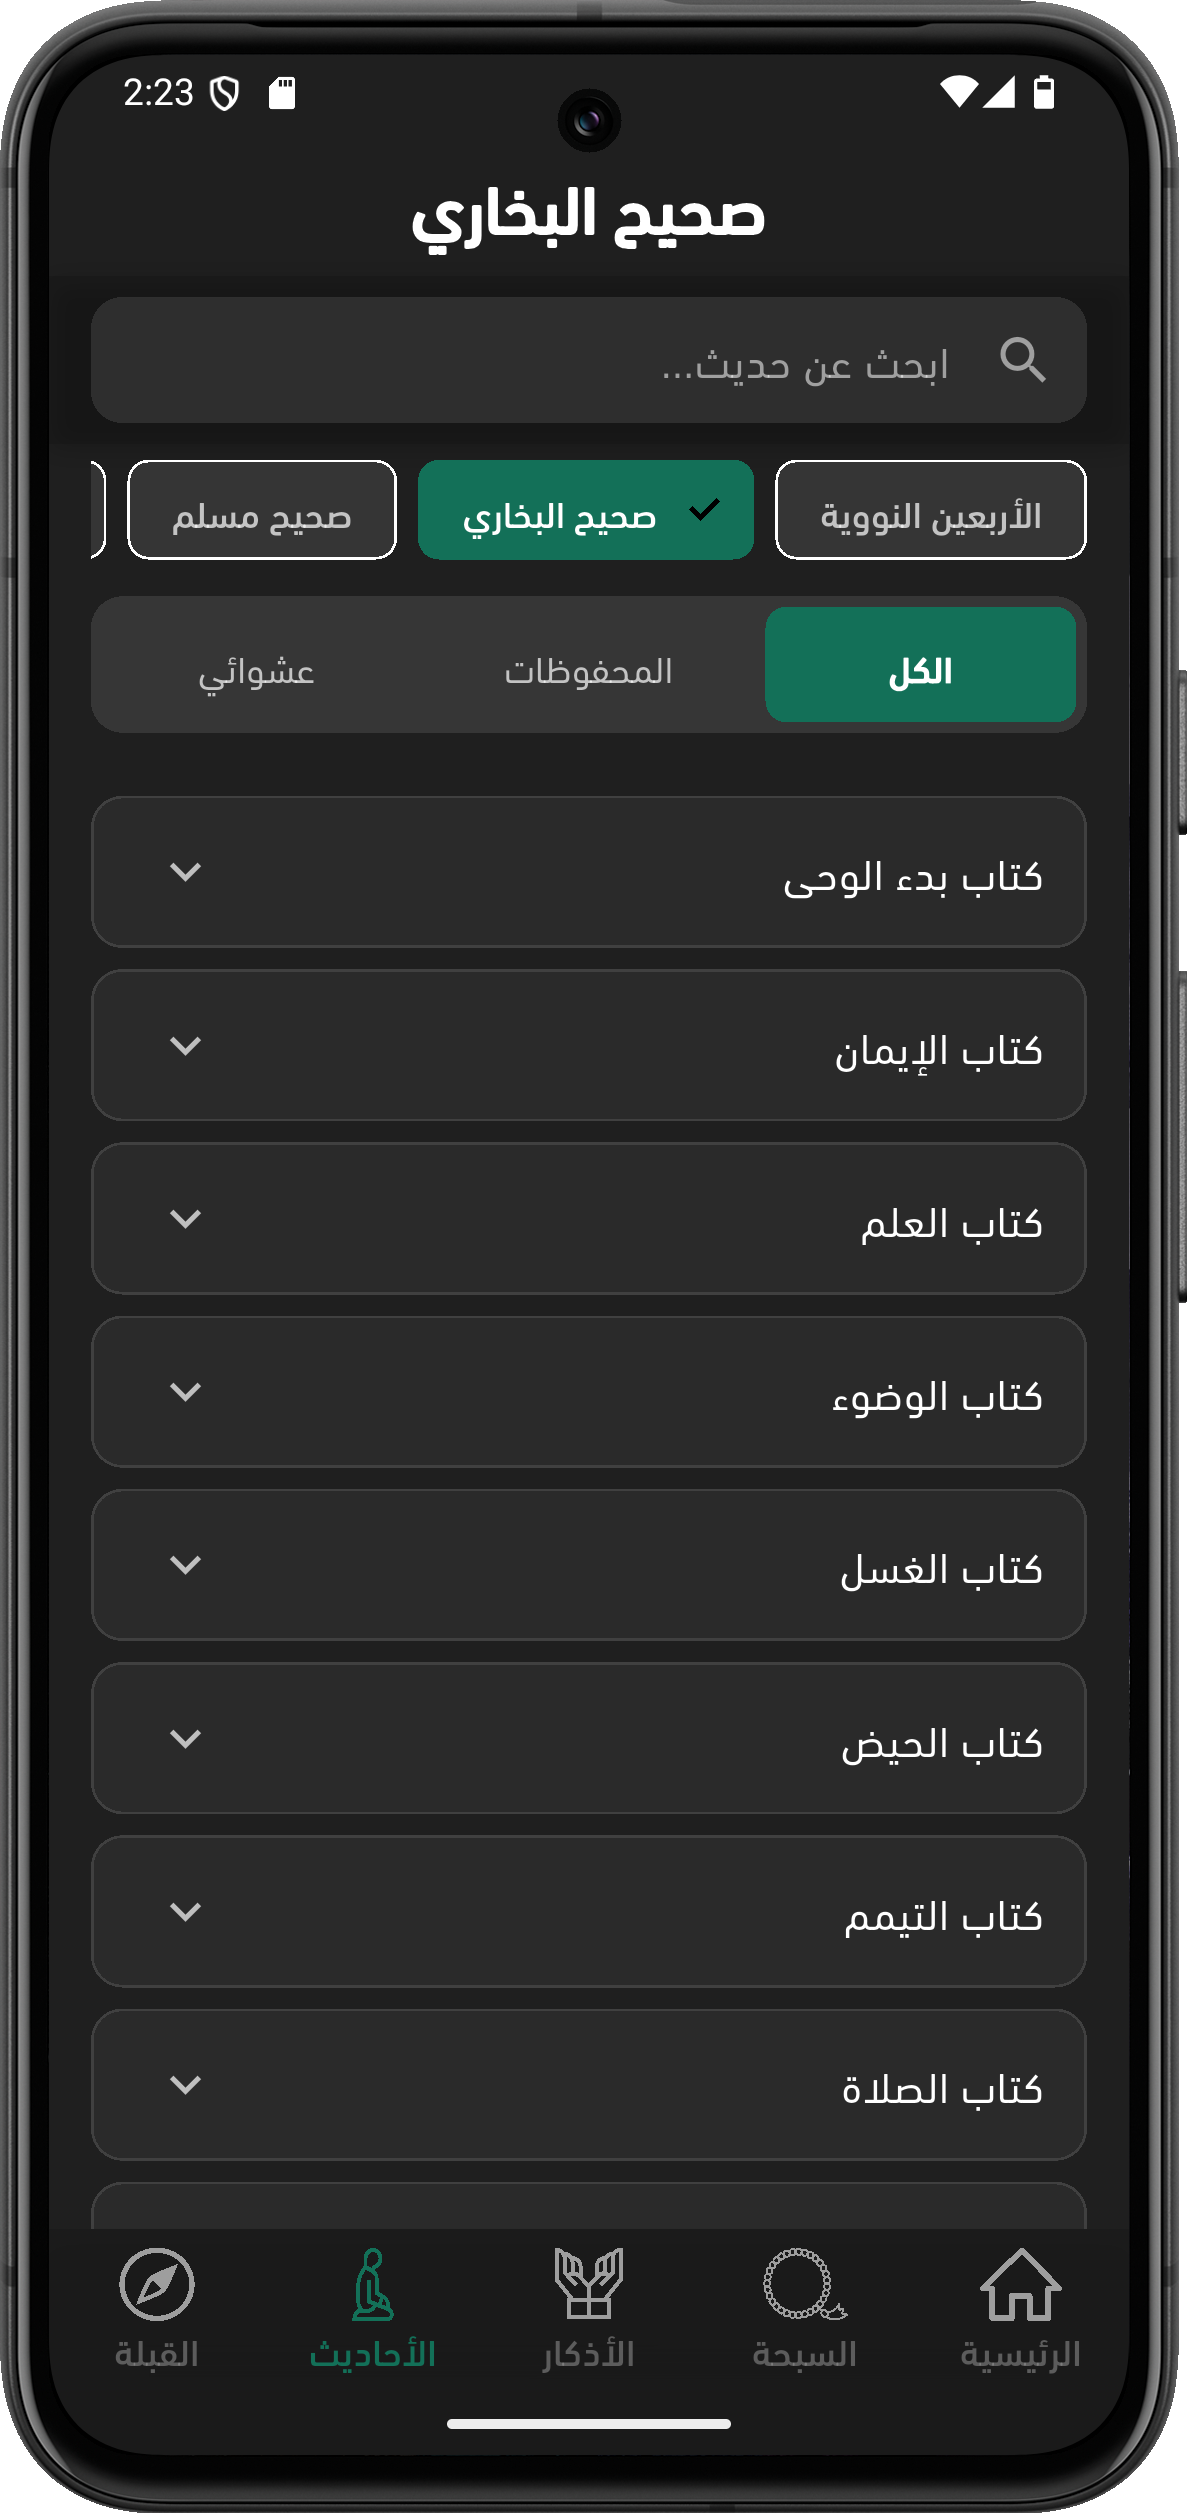 2:23
صحيح البخاري
ابحث عن حديث...
الأربعين النووية
صحيح البخاري
صحيح مسلم
الكل
المحفوظات
عشوائي
كتاب بدء الوحى
كتاب الإيمان
كتاب العلم
كتاب الوضوء
كتاب الغسل
كتاب الحيض
كتاب التيمم
كتاب الصلاة
الرئيسية
السبحة
الأذكار
الأحاديث
القبلة